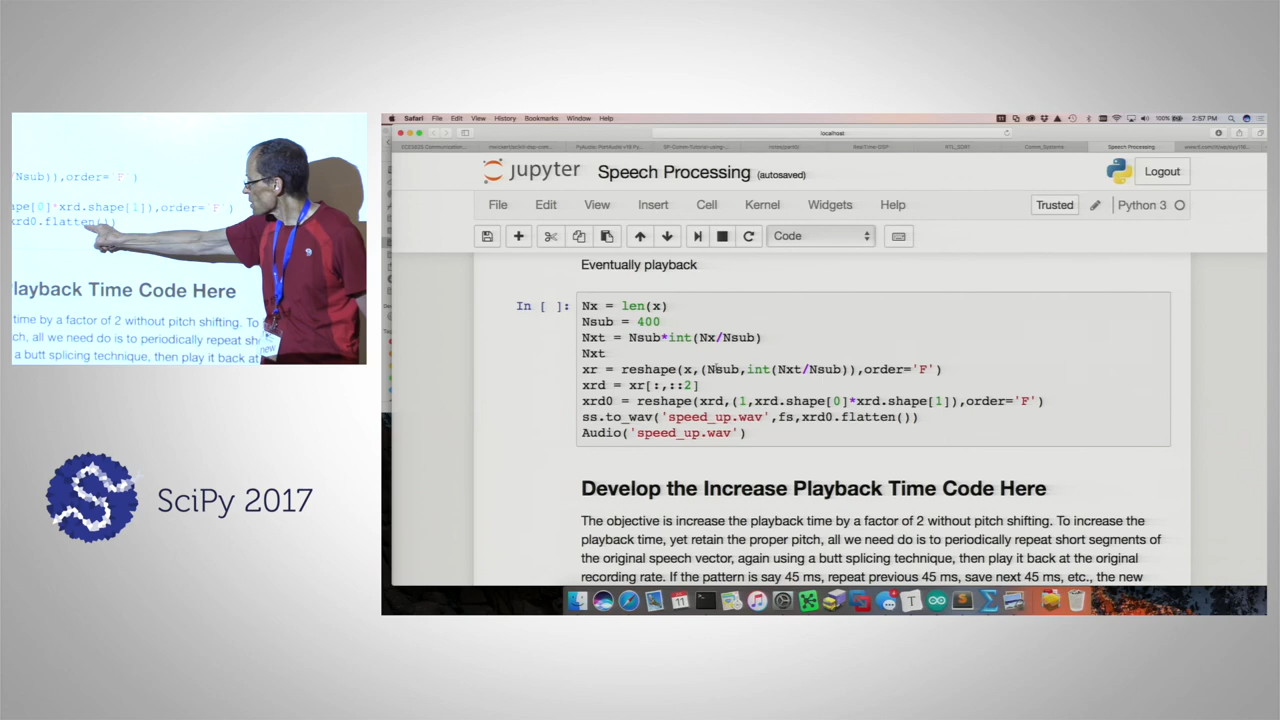 Nsub)),order='F')
ape[0]*xrd.shape[1]),order='F')
xrd0.flatten())
layback Time Code Here
time by a factor of 2 without pitch shifting. To
ch, all we need do is to periodically repeat sh
a butt splicing technique, then play it back at
new
SciPy 2017
Safari File Edit View History Bookmarks Window Help
100% 2:57 PM
localhost
Speech Processing
jupyter Speech Processing (autosaved)
Logout
File Edit View Insert Cell Kernel Widgets Help
Trusted Python 3
Code
Eventually playback
In [ ]:
Nx = len(x)
Nsub = 400
Nxt = Nsub*int(Nx/Nsub)
Nxt
xr = reshape(x,(Nsub,int(Nxt/Nsub)),order='F')
xrd = xr[:,::2]
xrd0 = reshape(xrd,(1,xrd.shape[0]*xrd.shape[1]),order='F')
ss.to_wav('speed_up.wav',fs,xrd0.flatten())
Audio('speed_up.wav')
Develop the Increase Playback Time Code Here
The objective is increase the playback time by a factor of 2 without pitch shifting. To increase the
playback time, yet retain the proper pitch, all we need do is to periodically repeat short segments of
the original speech vector, again using a butt splicing technique, then play it back at the original
recording rate. If the pattern is say 45 ms, repeat previous 45 ms, save next 45 ms, etc., the new